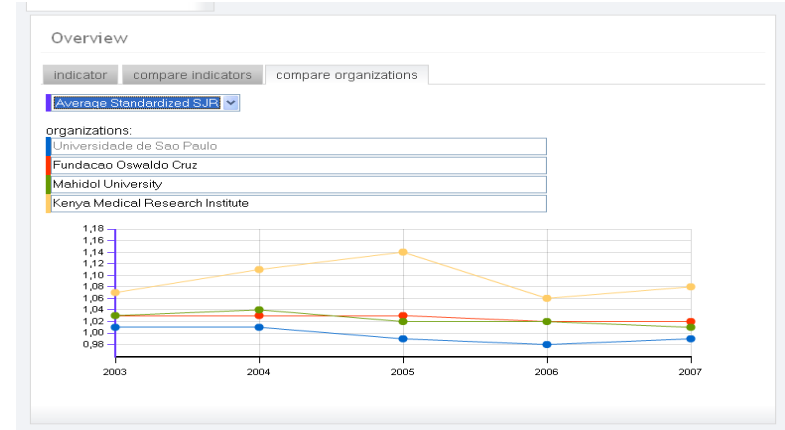 Overview
indicator compare indicators compare organizations
Average Standardized SJR
organizations:
Universidade de Sao Paulo
Fundacao Oswaldo Cruz
Mahidol University
Kenya Medical Research Institute
1,18
1,16
1,14
1,12
1,10
1,08
1,06
1,04
1,02
1,00
0,98
2003 2004 2005 2006 2007